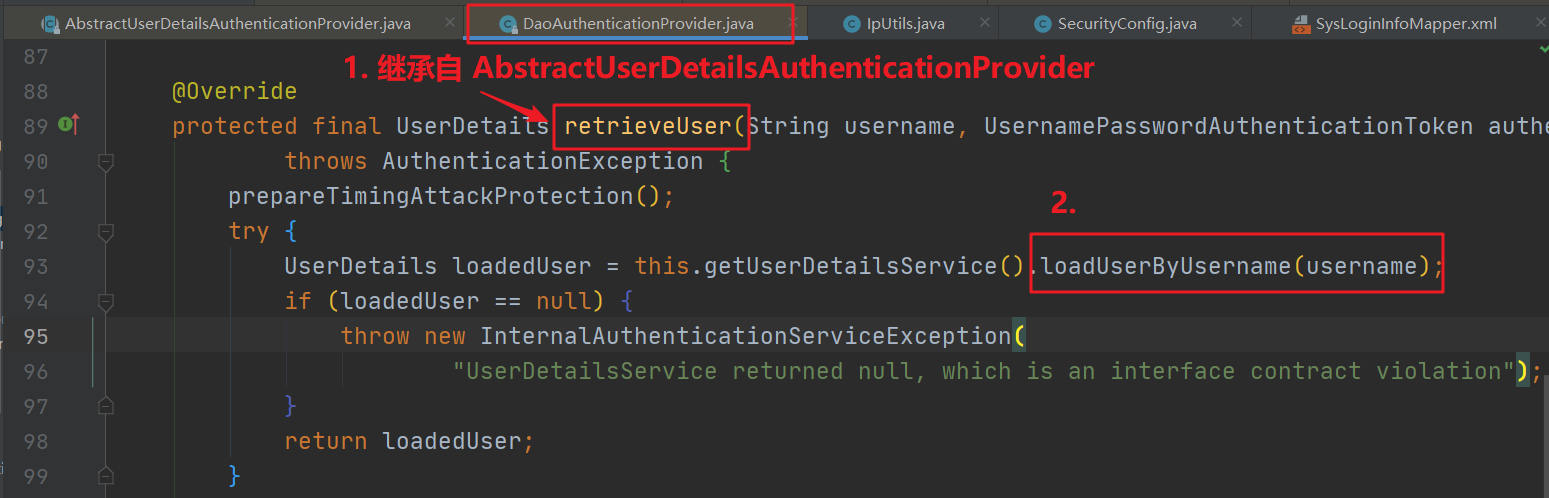 AbstractUserDetailsAuthenticationProvider.java DaoAuthenticationProvider.java IpUtils.java SecurityConfig.java SysLoginInfoMapper.xml
87
1. 继承自 AbstractUserDetailsAuthenticationProvider
88 @Override
89 protected final UserDetails retrieveUser(String username, UsernamePasswordAuthenticationToken authe
90 throws AuthenticationException {
91 prepareTimingAttackProtection();
2.
92 try {
93 UserDetails loadedUser = this.getUserDetailsService().loadUserByUsername(username);
94 if (loadedUser == null) {
95 throw new InternalAuthenticationServiceException(
96 "UserDetailsService returned null, which is an interface contract violation");
97 }
98 return loadedUser;
99 }